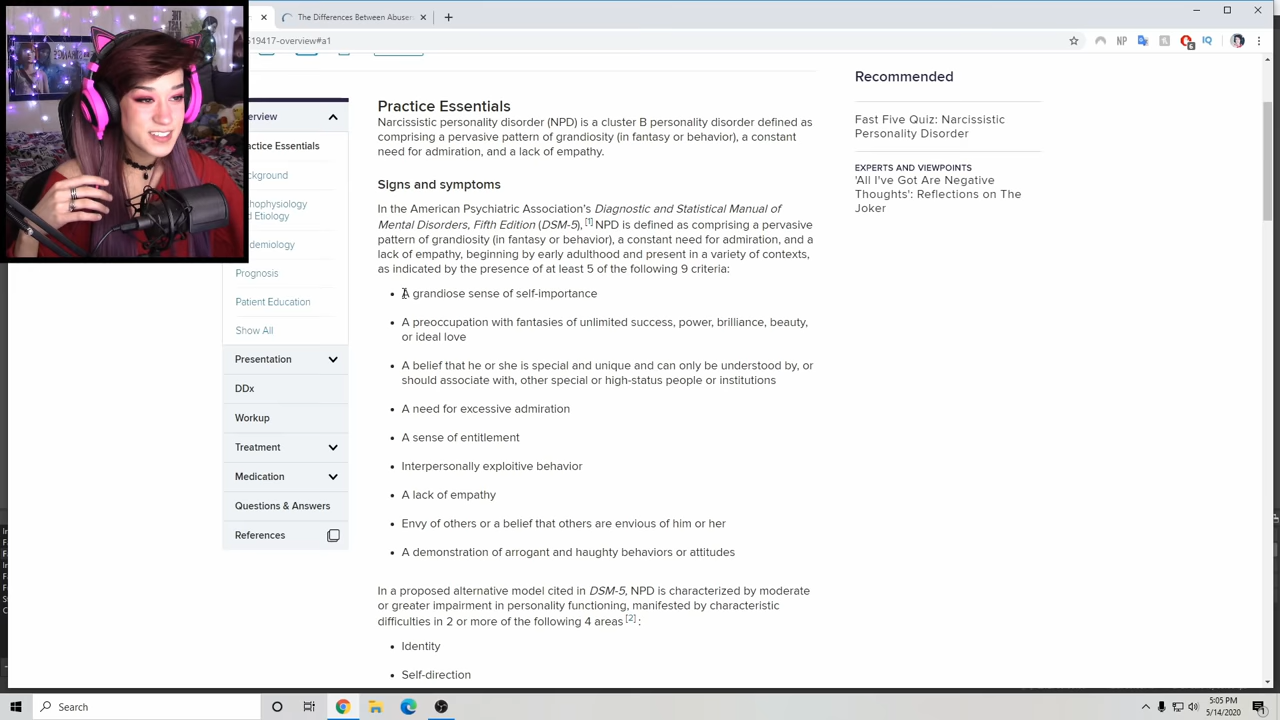 The Differences Between Abuser
519417-overview#a1
NP
6
IQ
Practice Essentials
Narcissistic personality disorder (NPD) is a cluster B personality disorder defined as
comprising a pervasive pattern of grandiosity (in fantasy or behavior), a constant
need for admiration, and a lack of empathy.
Signs and symptoms
In the American Psychiatric Association's Diagnostic and Statistical Manual of
Mental Disorders, Fifth Edition (DSM-5), [1] NPD is defined as comprising a pervasive
pattern of grandiosity (in fantasy or behavior), a constant need for admiration, and a
lack of empathy, beginning by early adulthood and present in a variety of contexts,
as indicated by the presence of at least 5 of the following 9 criteria:
• A grandiose sense of self-importance
• A preoccupation with fantasies of unlimited success, power, brilliance, beauty,
or ideal love
• A belief that he or she is special and unique and can only be understood by, or
should associate with, other special or high-status people or institutions
• A need for excessive admiration
• A sense of entitlement
• Interpersonally exploitive behavior
• A lack of empathy
• Envy of others or a belief that others are envious of him or her
• A demonstration of arrogant and haughty behaviors or attitudes
In a proposed alternative model cited in DSM-5, NPD is characterized by moderate
or greater impairment in personality functioning, manifested by characteristic
difficulties in 2 or more of the following 4 areas [2] :
• Identity
• Self-direction
erview
actice Essentials
ckground
hophysiology
d Etiology
demiology
Prognosis
Patient Education
Show All
Presentation
DDx
Workup
Treatment
Medication
Questions & Answers
References
Recommended
Fast Five Quiz: Narcissistic
Personality Disorder
EXPERTS AND VIEWPOINTS
'All I've Got Are Negative
Thoughts': Reflections on The
Joker
Search
5:05 PM
5/14/2020
1